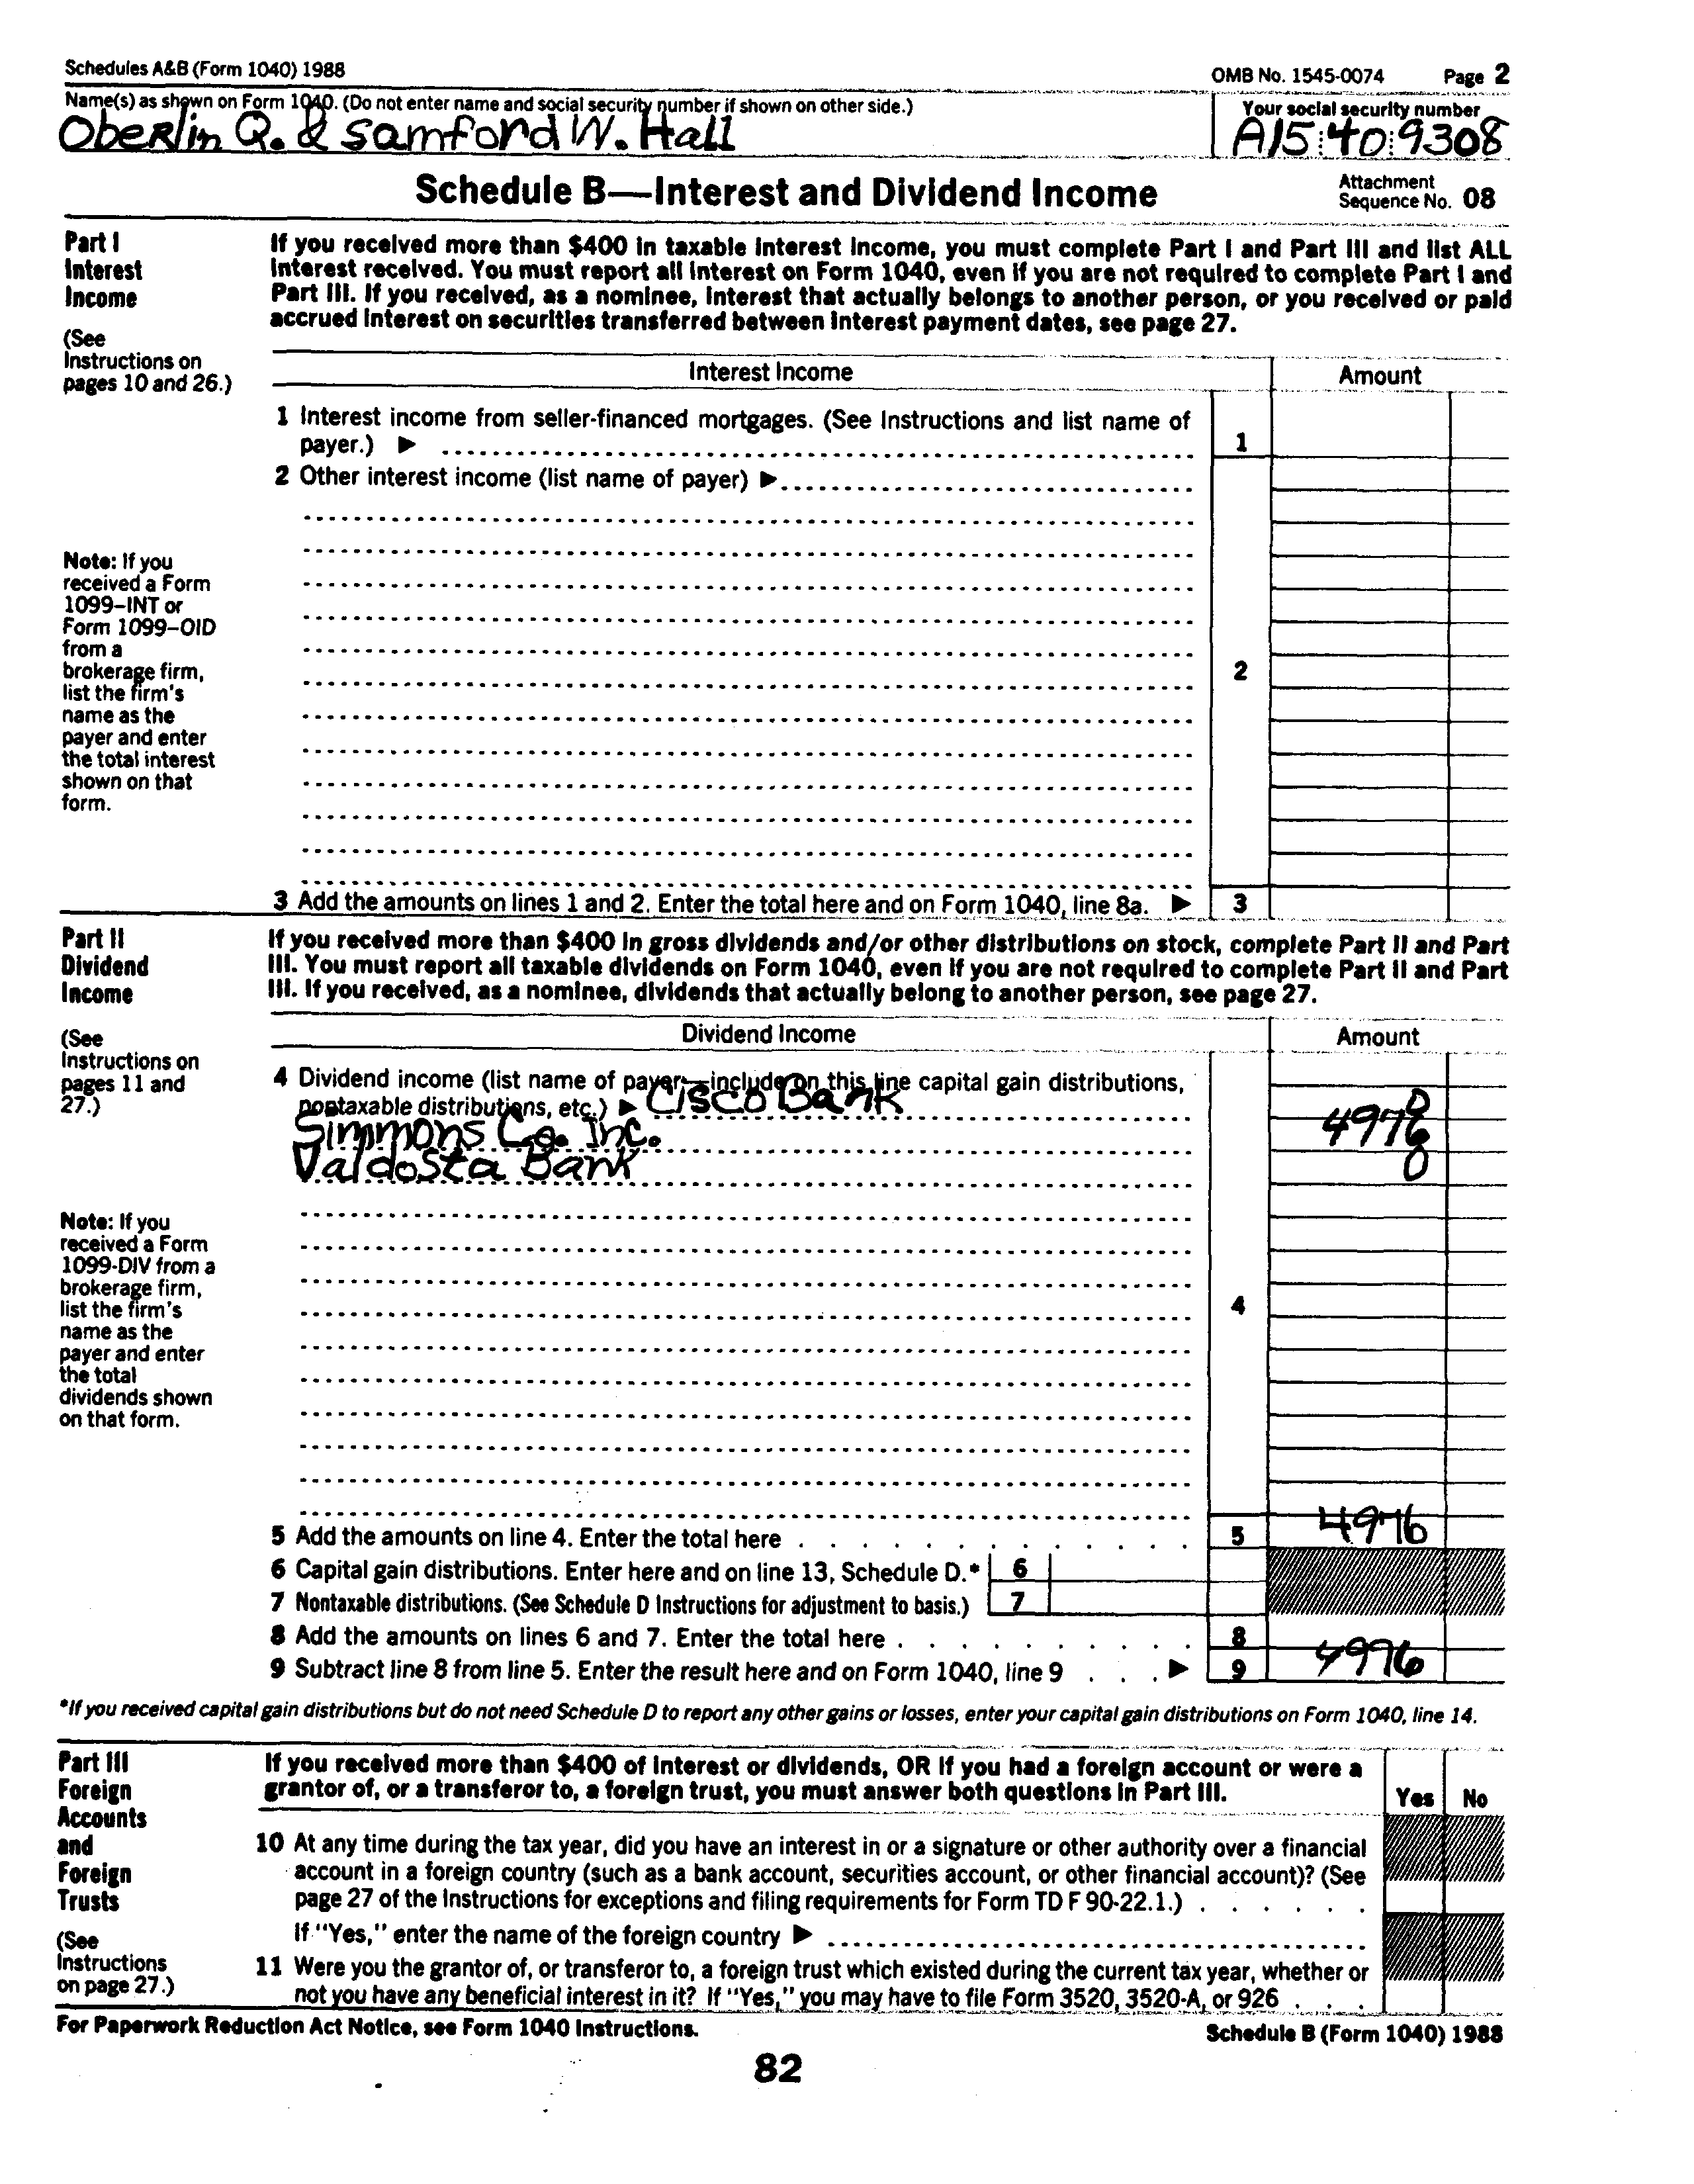 Schedules A&B (Form 1040) 1988
OMB No. 1545-0074 Page 2
Name(s) as shown on Form 1040. (Do not enter name and social security number if shown on other side.)
Your social security number
Oberlin Q. & Samford W. Hall
A15:40:9308
Schedule B—Interest and Dividend Income
Attachment
Sequence No. 08
Part I
Interest
Income
(See
Instructions on
pages 10 and 26.)
If you received more than $400 in taxable interest income, you must complete Part I and Part III and list ALL
interest received. You must report all interest on Form 1040, even if you are not required to complete Part I and
Part III. If you received, as a nominee, interest that actually belongs to another person, or you received or paid
accrued interest on securities transferred between interest payment dates, see page 27.
Interest Income
Amount
1 Interest income from seller-financed mortgages. (See Instructions and list name of
payer.) ▶
1
2 Other interest income (list name of payer) ▶
Note: If you
received a Form
1099–INT or
Form 1099–OID
from a
brokerage firm,
list the firm's
name as the
payer and enter
the total interest
shown on that
form.
2
3 Add the amounts on lines 1 and 2. Enter the total here and on Form 1040, line 8a. ▶ 3
Part II
Dividend
Income
(See
Instructions on
pages 11 and
27.)
If you received more than $400 in gross dividends and/or other distributions on stock, complete Part II and Part
III. You must report all taxable dividends on Form 1040, even if you are not required to complete Part II and Part
III. If you received, as a nominee, dividends that actually belong to another person, see page 27.
Dividend Income
Amount
4 Dividend income (list name of payer—include on this line capital gain distributions,
nontaxable distributions, etc.) ▶ Cisco Bank 0
Simmons Co. Inc. 4976
Valdosta Bank 0
Note: If you
received a Form
1099-DIV from a
brokerage firm,
list the firm's
name as the
payer and enter
the total
dividends shown
on that form.
4
5 Add the amounts on line 4. Enter the total here 5 4976
6 Capital gain distributions. Enter here and on line 13, Schedule D.* 6
7 Nontaxable distributions. (See Schedule D Instructions for adjustment to basis.) 7
8 Add the amounts on lines 6 and 7. Enter the total here 8
9 Subtract line 8 from line 5. Enter the result here and on Form 1040, line 9 ▶ 9 4976
*If you received capital gain distributions but do not need Schedule D to report any other gains or losses, enter your capital gain distributions on Form 1040, line 14.
Part III
Foreign
Accounts
and
Foreign
Trusts
(See
Instructions
on page 27.)
If you received more than $400 of interest or dividends, OR if you had a foreign account or were a
grantor of, or a transferor to, a foreign trust, you must answer both questions in Part III.
Yes No
10 At any time during the tax year, did you have an interest in or a signature or other authority over a financial
account in a foreign country (such as a bank account, securities account, or other financial account)? (See
page 27 of the Instructions for exceptions and filing requirements for Form TD F 90-22.1.)
If "Yes," enter the name of the foreign country ▶
11 Were you the grantor of, or transferor to, a foreign trust which existed during the current tax year, whether or
not you have any beneficial interest in it? If "Yes," you may have to file Form 3520, 3520-A, or 926
For Paperwork Reduction Act Notice, see Form 1040 Instructions.
Schedule B (Form 1040) 1988
82